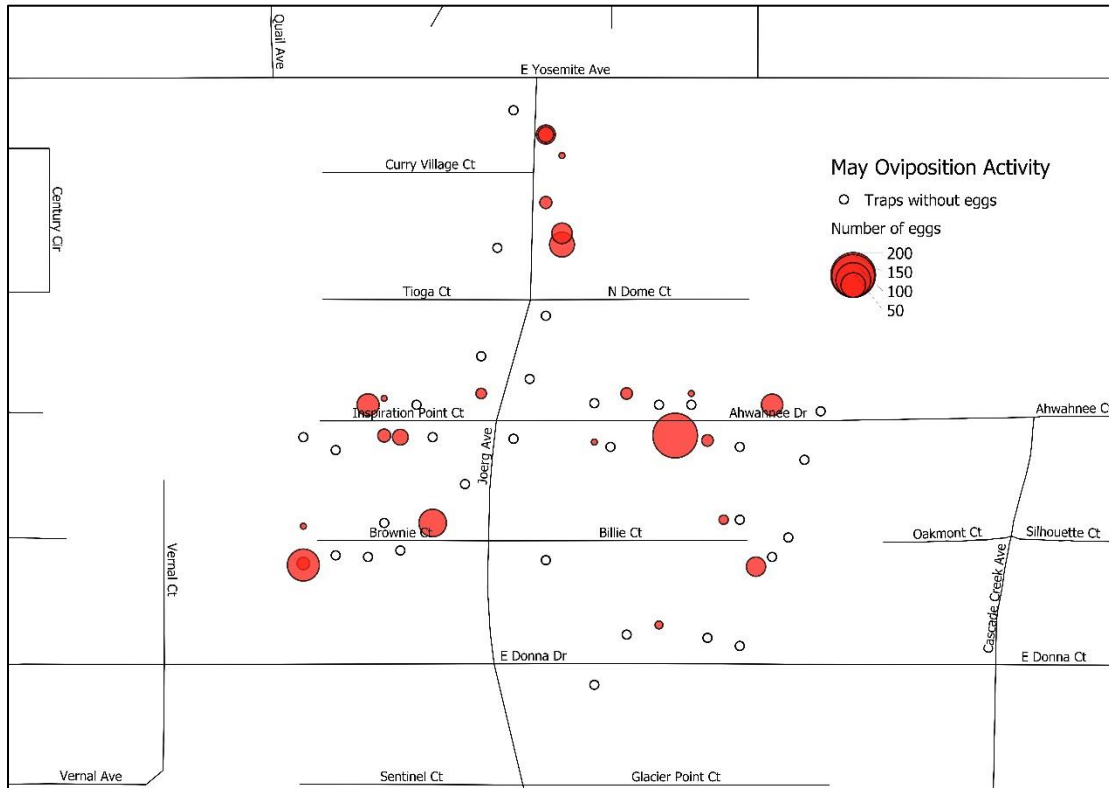 Quail Ave
E Yosemite Ave
Curry Village Ct
Century Cir
May Oviposition Activity
Traps without eggs
Number of eggs
200
150
100
50
Tioga Ct
N Dome Ct
Inspiration Point Ct
Ahwahnee Dr
Ahwahnee C
Joerg Ave
Brownie Ct
Billie Ct
Oakmont Ct
Silhouette Ct
Vernal Ct
Cascade Creek Ave
E Donna Dr
E Donna Ct
Vernal Ave
Sentinel Ct
Glacier Point Ct